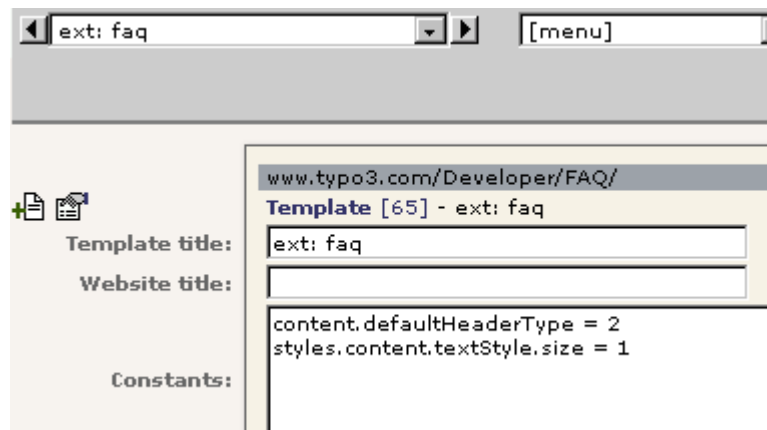 ext: faq
[menu]
www.typo3.com/Developer/FAQ/
Template [65] - ext: faq
Template title:
ext: faq
Website title:
content.defaultHeaderType = 2
styles.content.textStyle.size = 1
Constants: